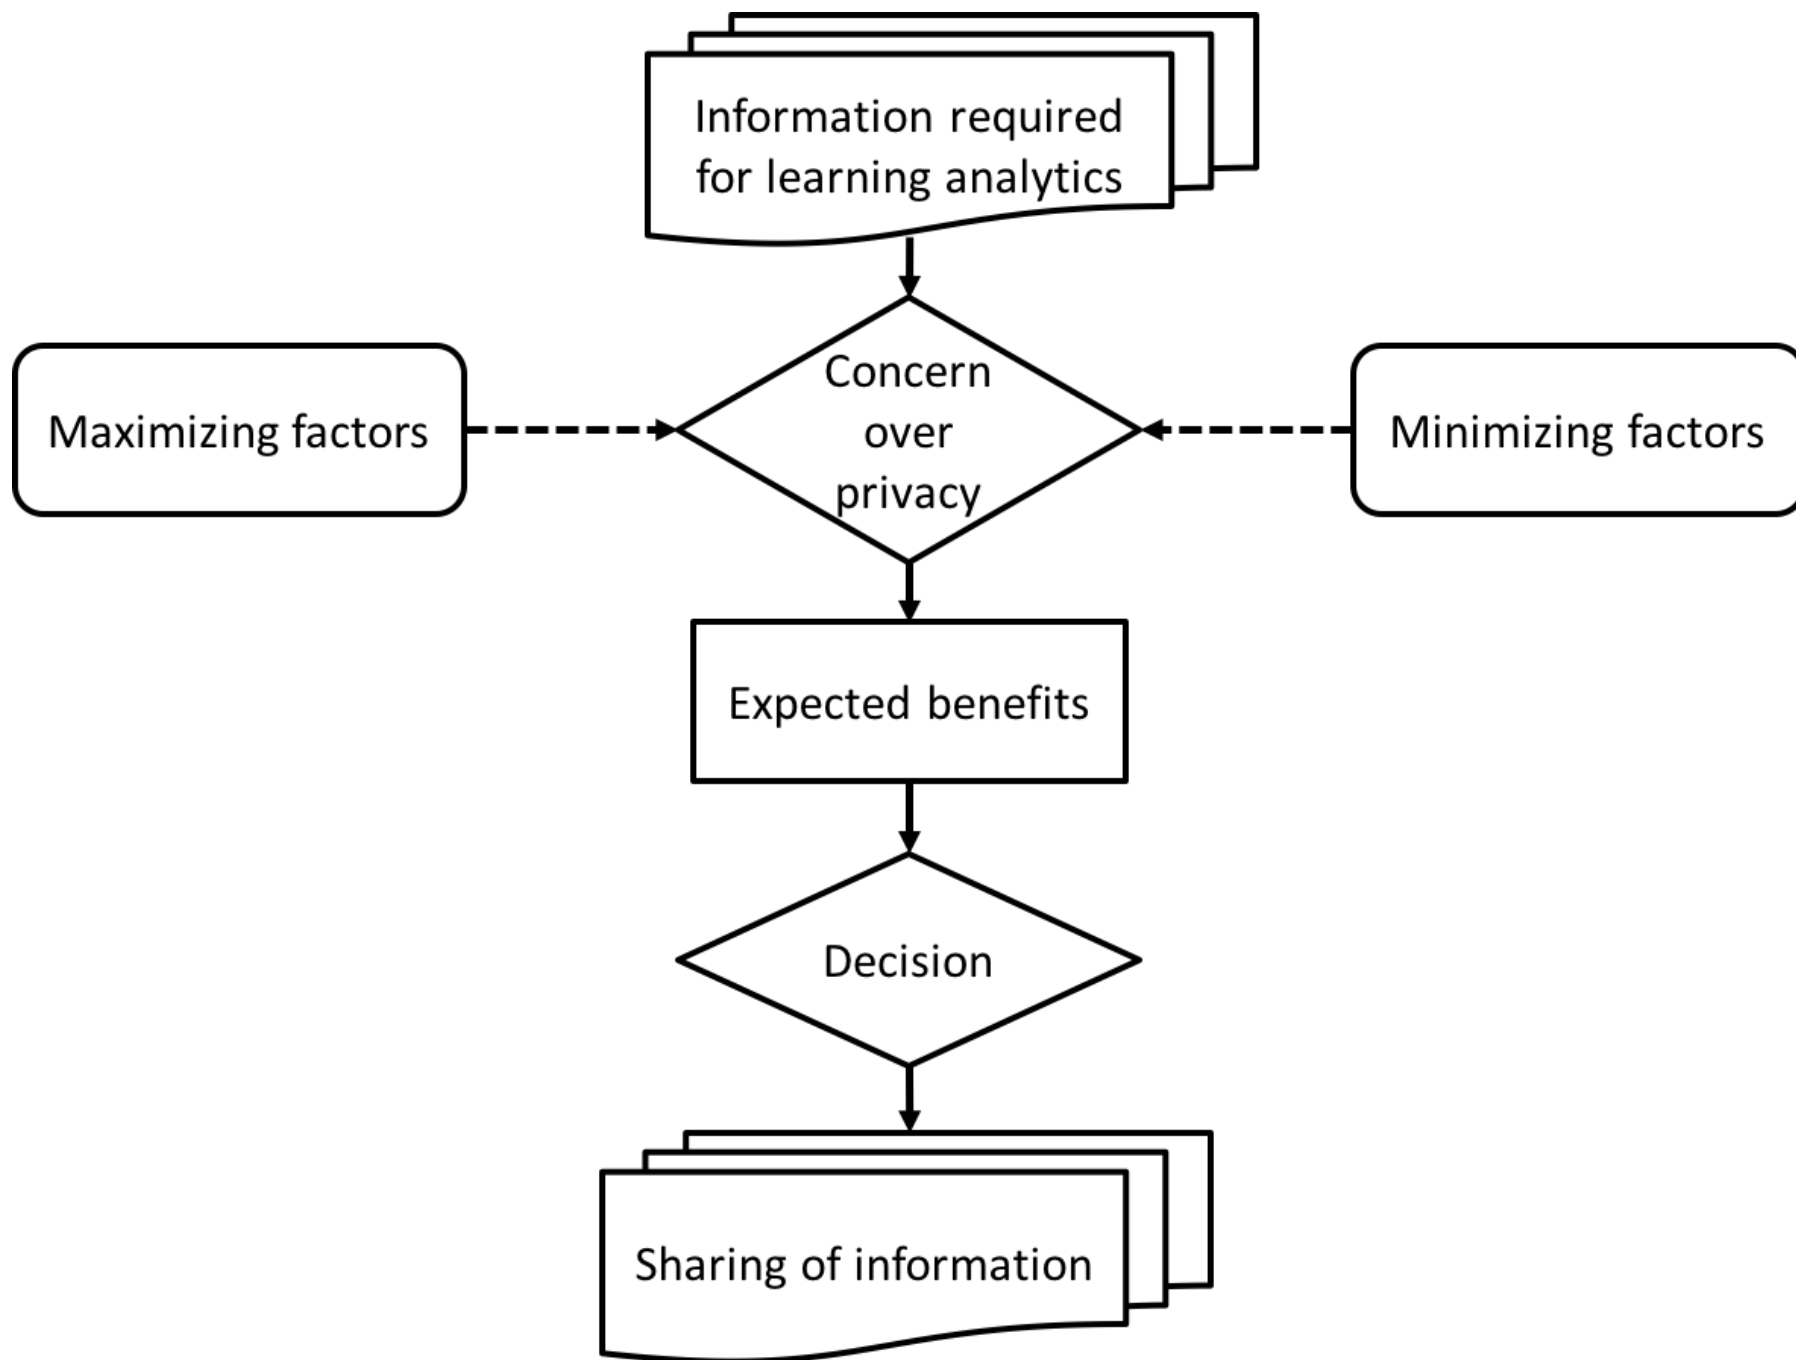 Information required
for learning analytics
Concern
over
privacy
Maximizing factors
Minimizing factors
Expected benefits
Decision
Sharing of information